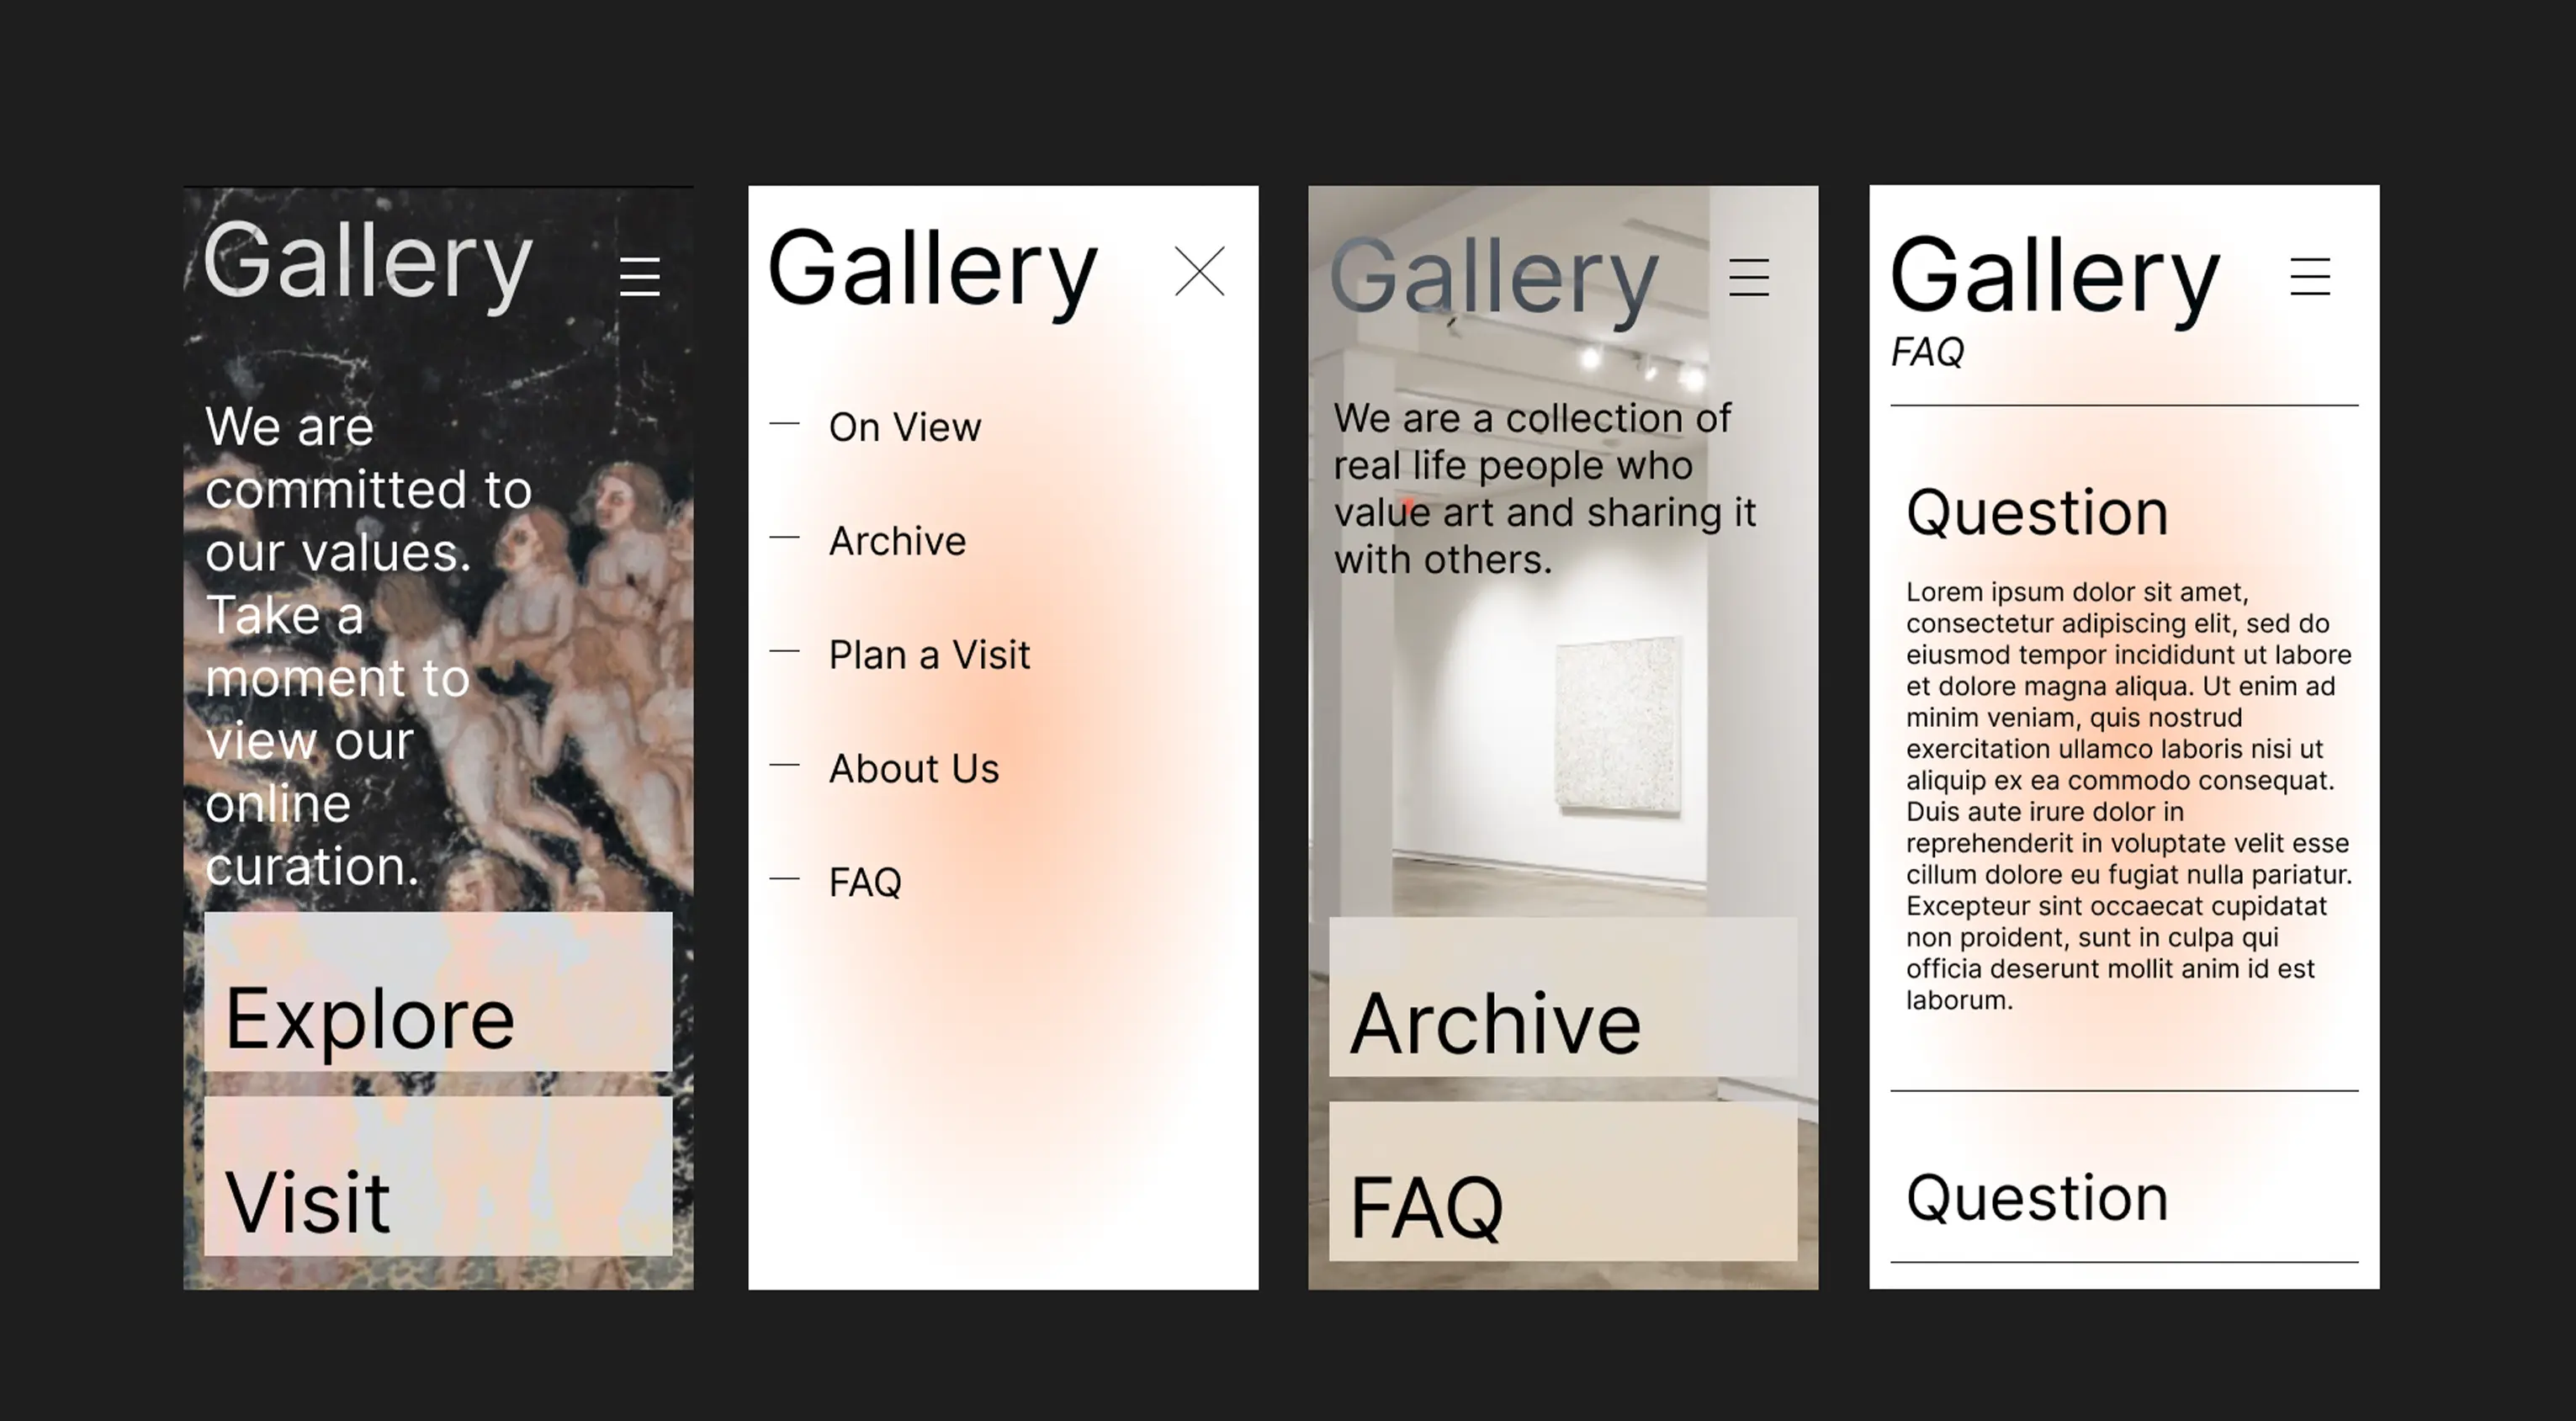 Gallery
We are
committed to
our values.
Take a
moment to
view our
online
curation.
Explore
Visit
Gallery
On View
Archive
Plan a Visit
About Us
FAQ
Gallery
We are a collection of
real life people who
value art and sharing it
with others.
Archive
FAQ
Gallery
FAQ
Question
Lorem ipsum dolor sit amet,
consectetur adipiscing elit, sed do
eiusmod tempor incididunt ut labore
et dolore magna aliqua. Ut enim ad
minim veniam, quis nostrud
exercitation ullamco laboris nisi ut
aliquip ex ea commodo consequat.
Duis aute irure dolor in
reprehenderit in voluptate velit esse
cillum dolore eu fugiat nulla pariatur.
Excepteur sint occaecat cupidatat
non proident, sunt in culpa qui
officia deserunt mollit anim id est
laborum.
Question